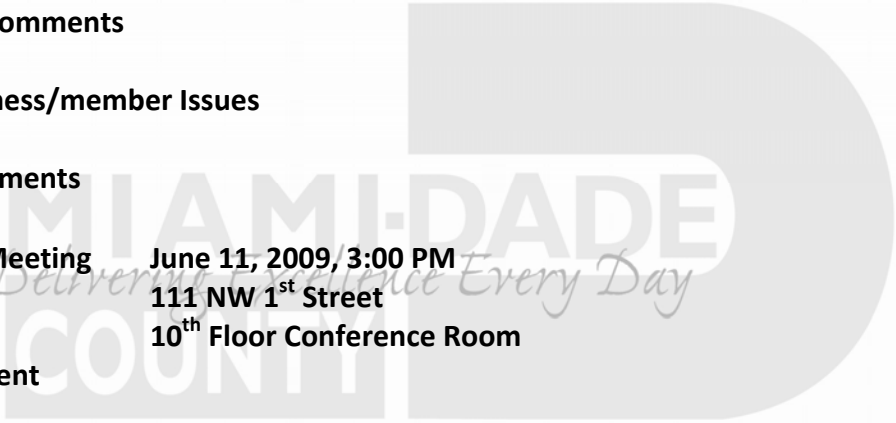 omments
ness/member Issues
ments
Meeting June 11, 2009, 3:00 PM
111 NW 1st Street
10th Floor Conference Room
ent
MIAMI-DADE
Delivering Excellence Every Day
COUNTY